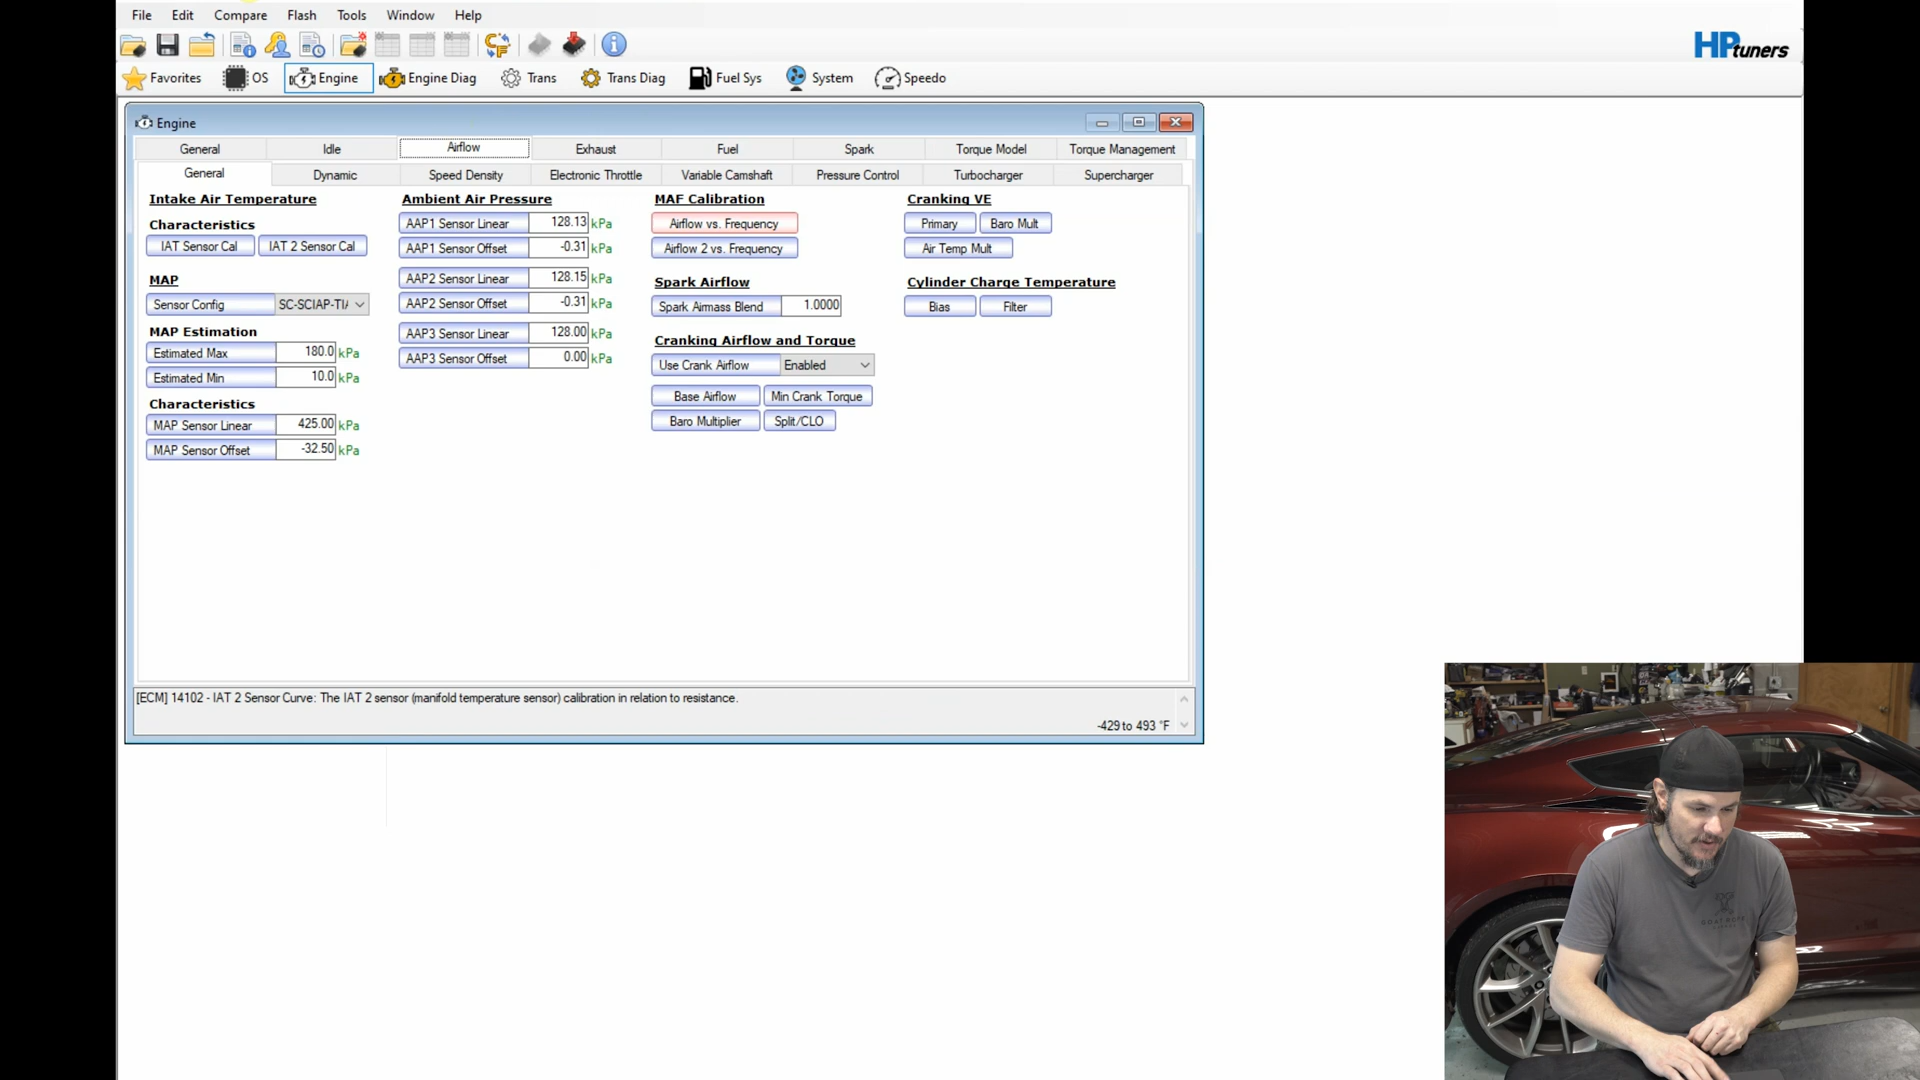 File Edit Compare Flash Tools Window Help
HPtuners
Favorites OS Engine Engine Diag Trans Trans Diag Fuel Sys System Speedo
Engine
General Idle Airflow Exhaust Fuel Spark Torque Model Torque Management
General Dynamic Speed Density Electronic Throttle Variable Camshaft Pressure Control Turbocharger Supercharger
Intake Air Temperature
Characteristics
IAT Sensor Cal IAT 2 Sensor Cal
MAP
Sensor Config SC-SCIAP-TI
MAP Estimation
Estimated Max 180.0 kPa
Estimated Min 10.0 kPa
Characteristics
MAP Sensor Linear 425.00 kPa
MAP Sensor Offset -32.50 kPa
Ambient Air Pressure
AAP1 Sensor Linear 128.13 kPa
AAP1 Sensor Offset -0.31 kPa
AAP2 Sensor Linear 128.15 kPa
AAP2 Sensor Offset -0.31 kPa
AAP3 Sensor Linear 128.00 kPa
AAP3 Sensor Offset 0.00 kPa
MAF Calibration
Airflow vs. Frequency
Airflow 2 vs. Frequency
Spark Airflow
Spark Airmass Blend 1.0000
Cranking Airflow and Torque
Use Crank Airflow Enabled
Base Airflow Min Crank Torque
Baro Multiplier Split/CLO
Cranking VE
Primary Baro Mult
Air Temp Mult
Cylinder Charge Temperature
Bias Filter
[ECM] 14102 - IAT 2 Sensor Curve: The IAT 2 sensor (manifold temperature sensor) calibration in relation to resistance.
-429 to 493 °F